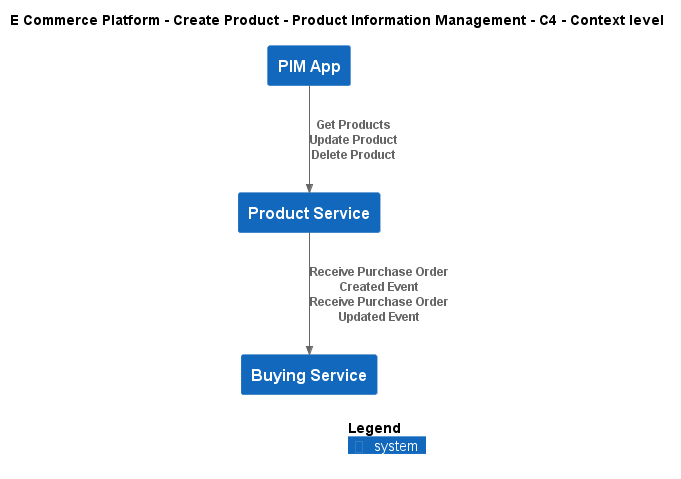 E Commerce Platform - Create Product - Product Information Management - C4 - Context level
PIM App
Get Products
Update Product
Delete Product
Product Service
Receive Purchase Order
Created Event
Receive Purchase Order
Updated Event
Buying Service
Legend
system